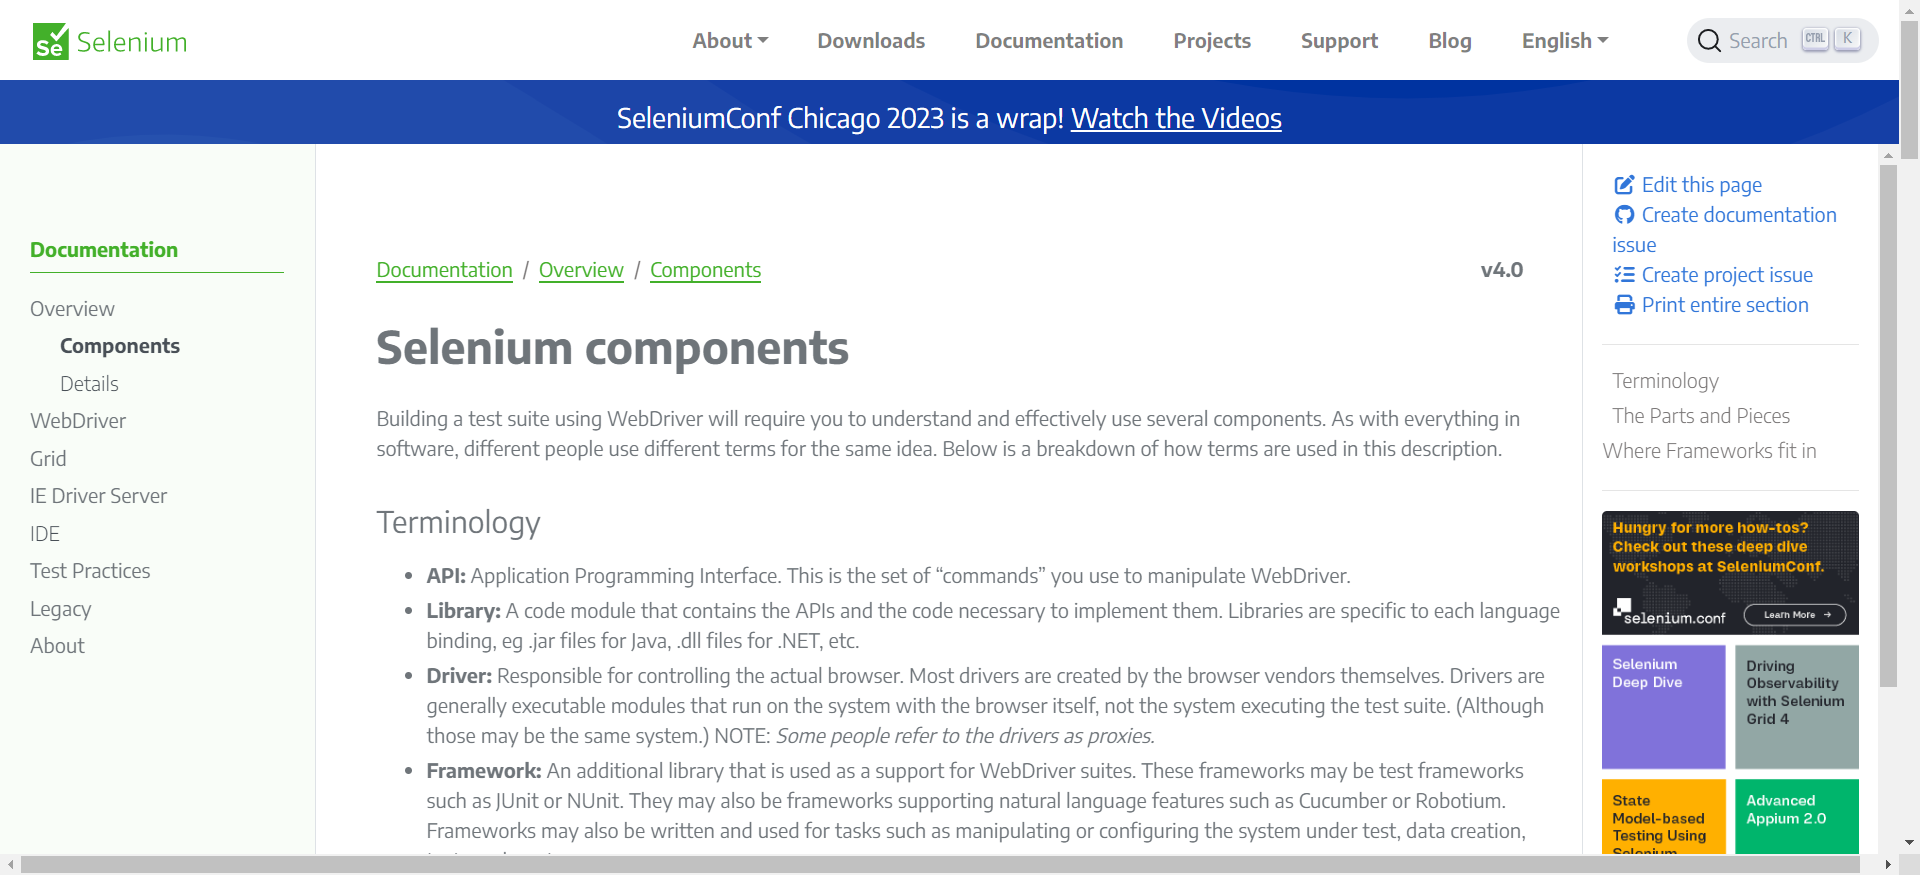 Selenium
About
Downloads
Documentation
Projects
Support
Blog
English
Search CTRL K
SeleniumConf Chicago 2023 is a wrap! Watch the Videos
Documentation
Overview
Components
Details
WebDriver
Grid
IE Driver Server
IDE
Test Practices
Legacy
About
Documentation / Overview / Components
v4.0
Selenium components
Building a test suite using WebDriver will require you to understand and effectively use several components. As with everything in
software, different people use different terms for the same idea. Below is a breakdown of how terms are used in this description.
Terminology
API: Application Programming Interface. This is the set of “commands” you use to manipulate WebDriver.
Library: A code module that contains the APIs and the code necessary to implement them. Libraries are specific to each language
binding, eg .jar files for Java, .dll files for .NET, etc.
Driver: Responsible for controlling the actual browser. Most drivers are created by the browser vendors themselves. Drivers are
generally executable modules that run on the system with the browser itself, not the system executing the test suite. (Although
those may be the same system.) NOTE: Some people refer to the drivers as proxies.
Framework: An additional library that is used as a support for WebDriver suites. These frameworks may be test frameworks
such as JUnit or NUnit. They may also be frameworks supporting natural language features such as Cucumber or Robotium.
Frameworks may also be written and used for tasks such as manipulating or configuring the system under test, data creation,
Edit this page
Create documentation
issue
Create project issue
Print entire section
Terminology
The Parts and Pieces
Where Frameworks fit in
Hungry for more how-tos?
Check out these deep dive
workshops at SeleniumConf.
selenium.conf
Learn More →
Selenium
Deep Dive
Driving
Observability
with Selenium
Grid 4
State
Model-based
Testing Using
Selenium
Advanced
Appium 2.0